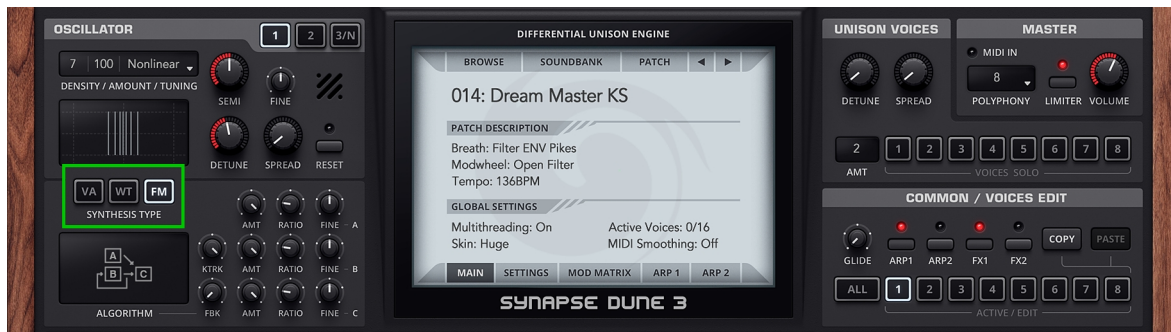 OSCILLATOR
1 2 3/N
7 100 Nonlinear
DENSITY / AMOUNT / TUNING
SEMI
FINE
DETUNE
SPREAD
RESET
VA WT FM
SYNTHESIS TYPE
AMT RATIO FINE A
KTRK AMT RATIO FINE B
A
B C
FBK AMT RATIO FINE C
ALGORITHM
DIFFERENTIAL UNISON ENGINE
BROWSE SOUNDBANK PATCH
014: Dream Master KS
PATCH DESCRIPTION
Breath: Filter ENV Pikes
Modwheel: Open Filter
Tempo: 136BPM
GLOBAL SETTINGS
Multithreading: On Active Voices: 0/16
Skin: Huge MIDI Smoothing: Off
MAIN SETTINGS MOD MATRIX ARP 1 ARP 2
SYNAPSE DUNE 3
UNISON VOICES
DETUNE SPREAD
MASTER
MIDI IN
8
POLYPHONY LIMITER VOLUME
2 1 2 3 4 5 6 7 8
AMT VOICES SOLO
COMMON / VOICES EDIT
GLIDE ARP1 ARP2 FX1 FX2 COPY PASTE
ALL 1 2 3 4 5 6 7 8
ACTIVE / EDIT